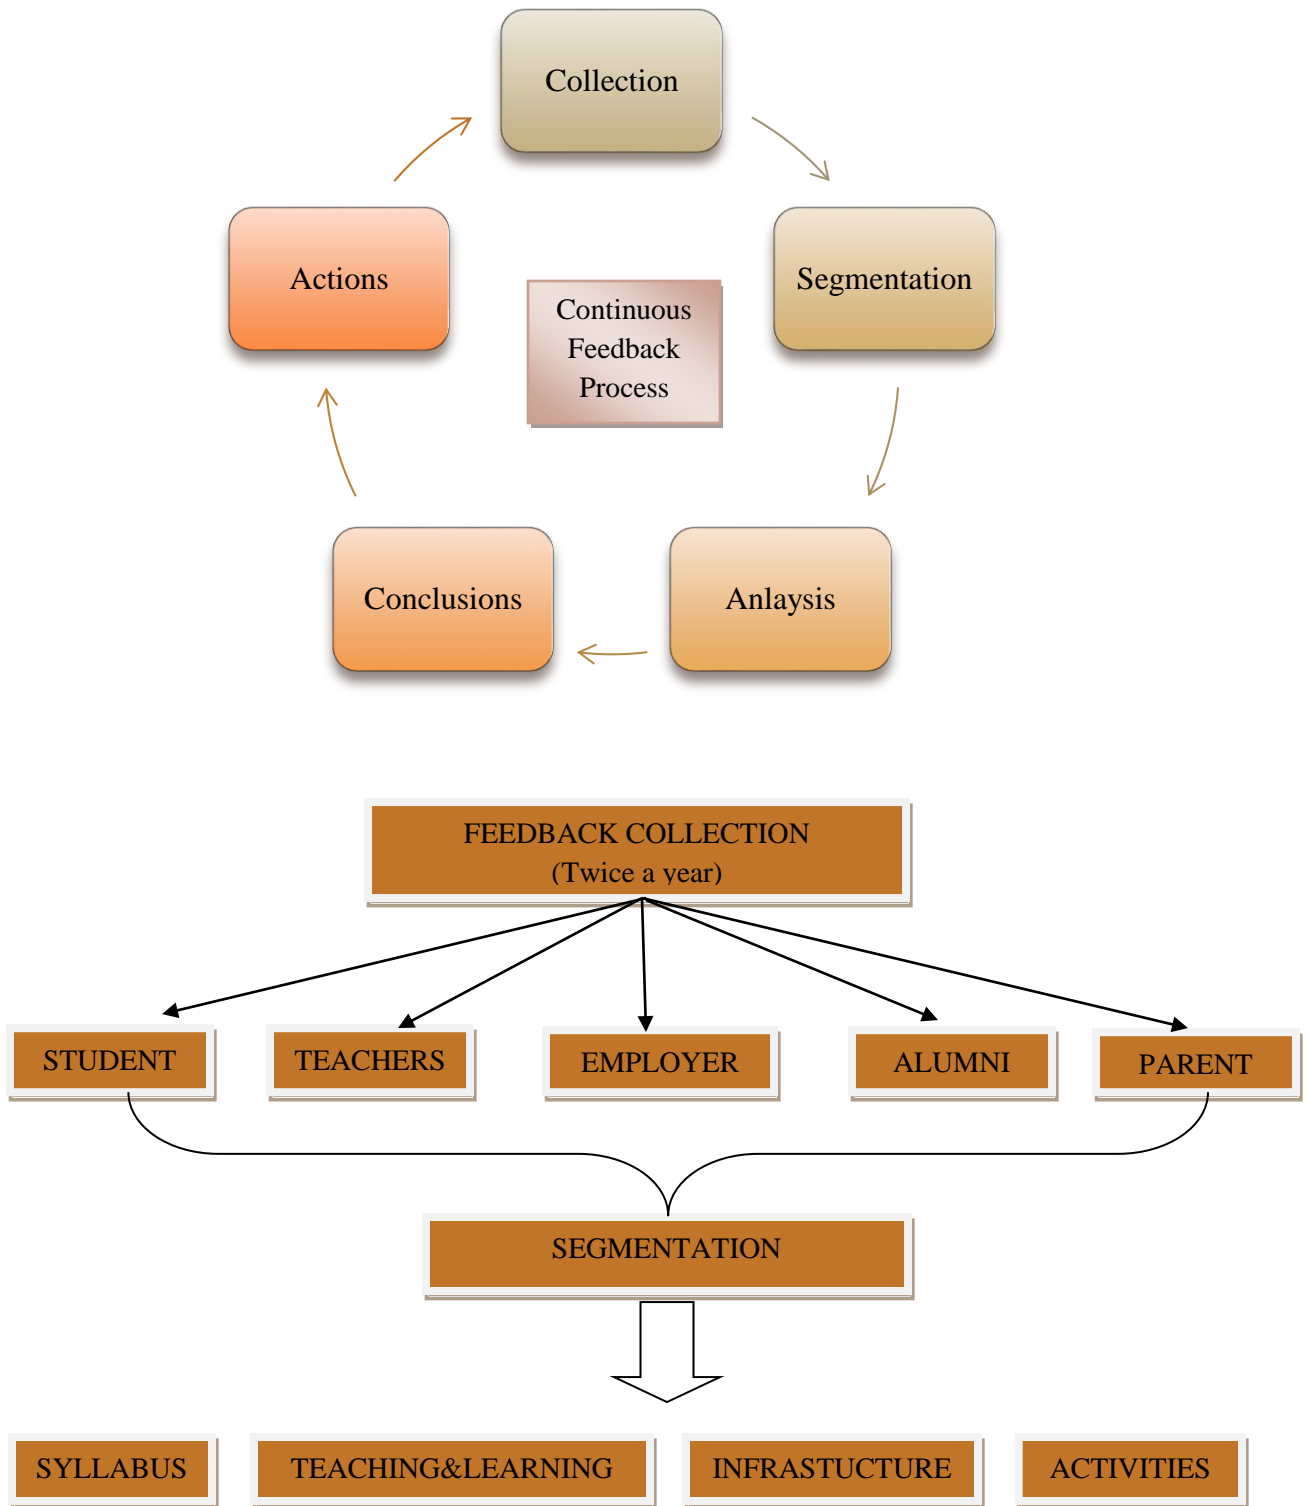 Collection
Actions
Segmentation
Continuous
Feedback
Process
Conclusions
Anlaysis
FEEDBACK COLLECTION
(Twice a year)
STUDENT
TEACHERS
EMPLOYER
ALUMNI
PARENT
SEGMENTATION
SYLLABUS
TEACHING&LEARNING
INFRASTUCTURE
ACTIVITIES